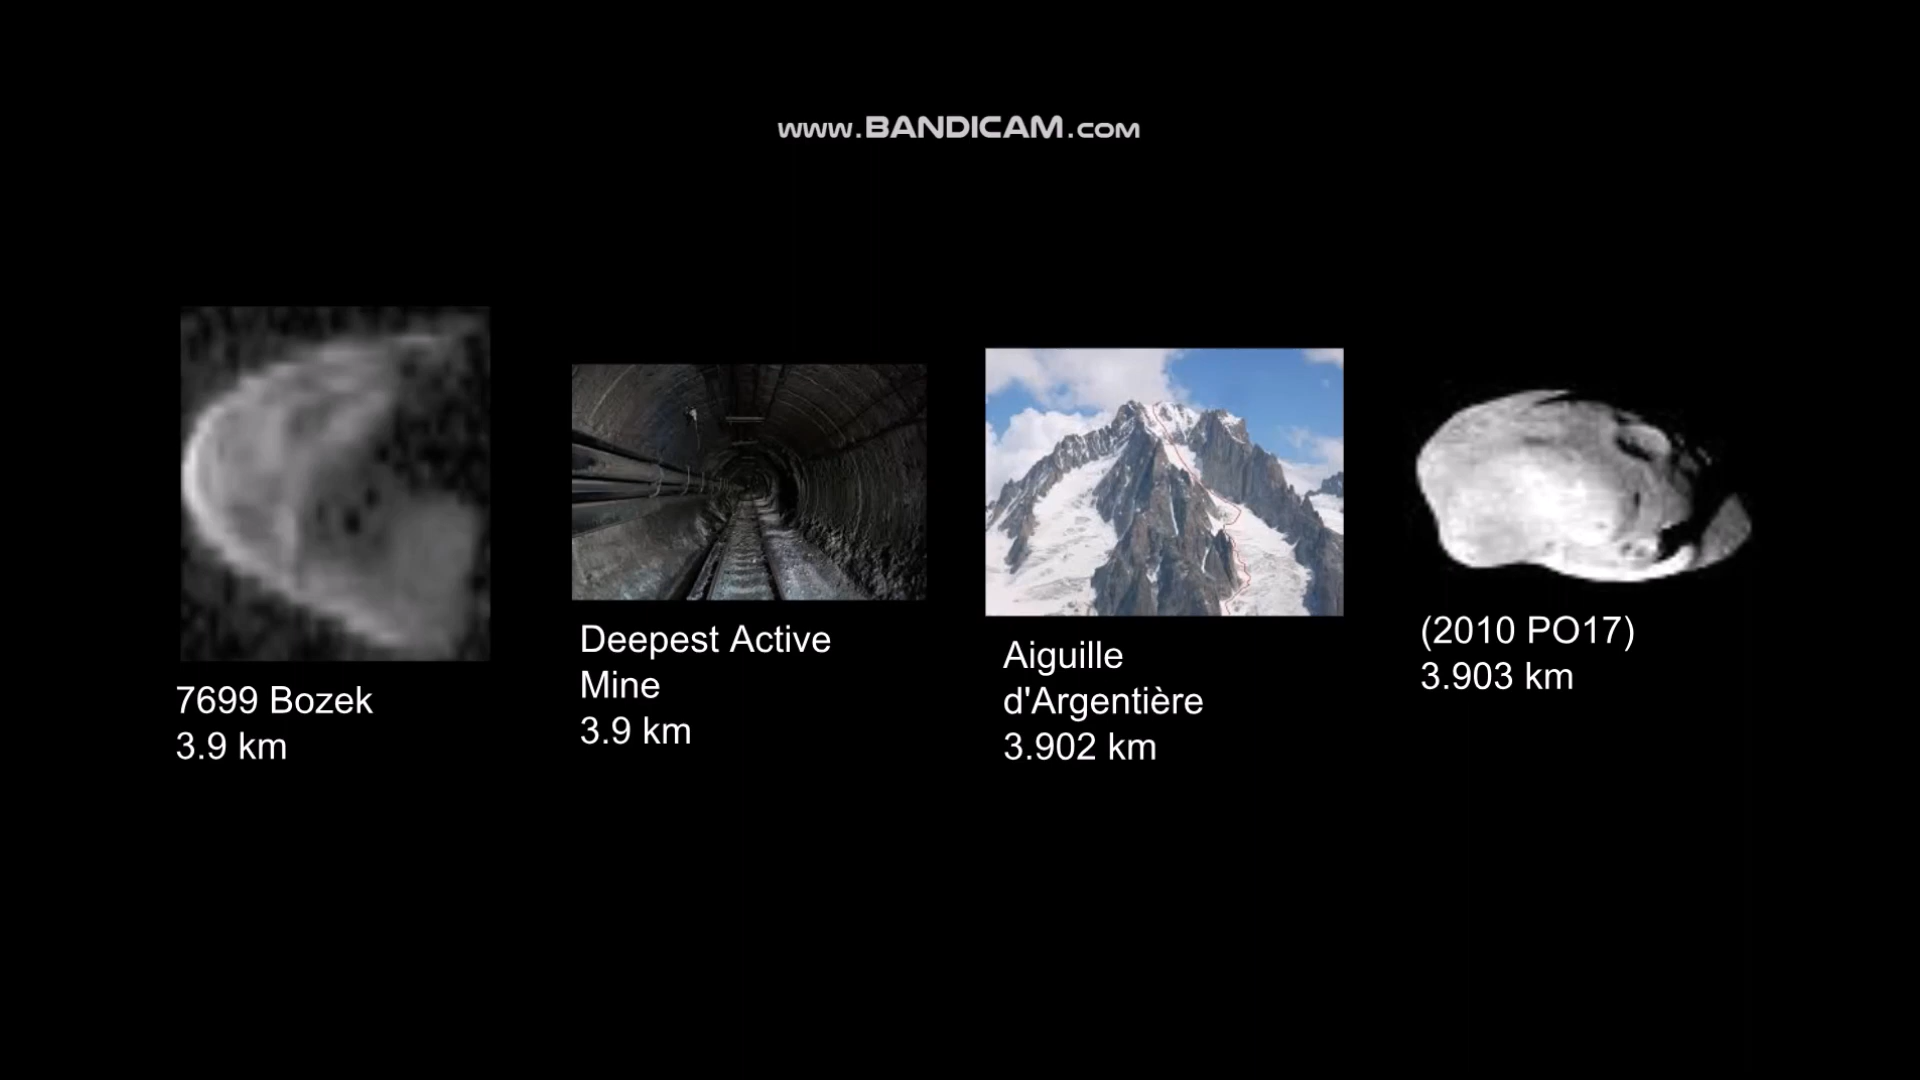 www.BANDICAM.com
7699 Bozek
3.9 km
Deepest Active
Mine
3.9 km
Aiguille
d'Argentière
3.902 km
(2010 PO17)
3.903 km